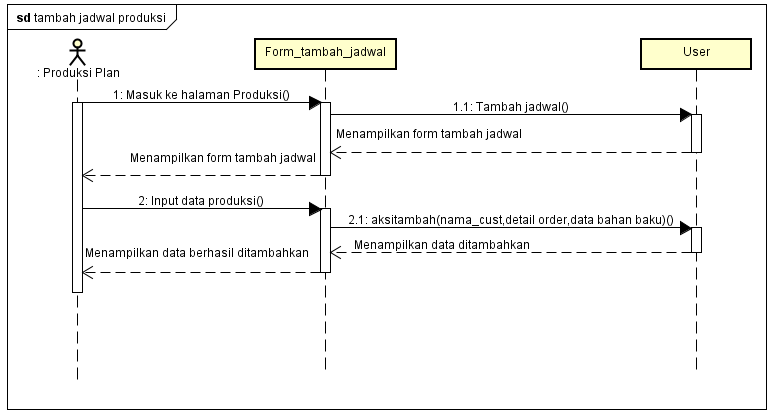 sd tambah jadwal produksi
: Produksi Plan
Form_tambah_jadwal
User
1: Masuk ke halaman Produksi()
1.1: Tambah jadwal()
Menampilkan form tambah jadwal
Menampilkan form tambah jadwal
2: Input data produksi()
2.1: aksitambah(nama_cust,detail order,data bahan baku)()
Menampilkan data ditambahkan
Menampilkan data berhasil ditambahkan